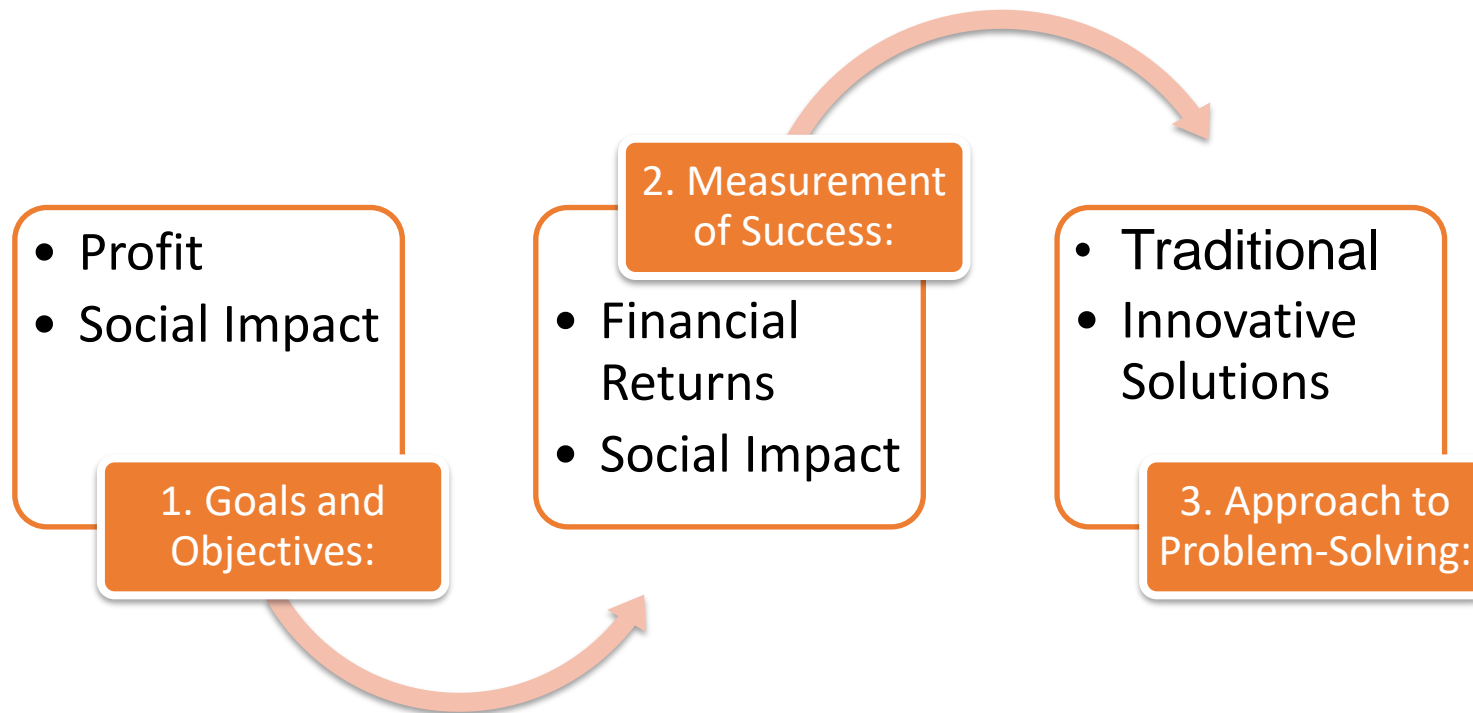 • Profit
• Social Impact
1. Goals and
Objectives:
2. Measurement
of Success:
• Financial
Returns
• Social Impact
• Traditional
• Innovative
Solutions
3. Approach to
Problem-Solving: